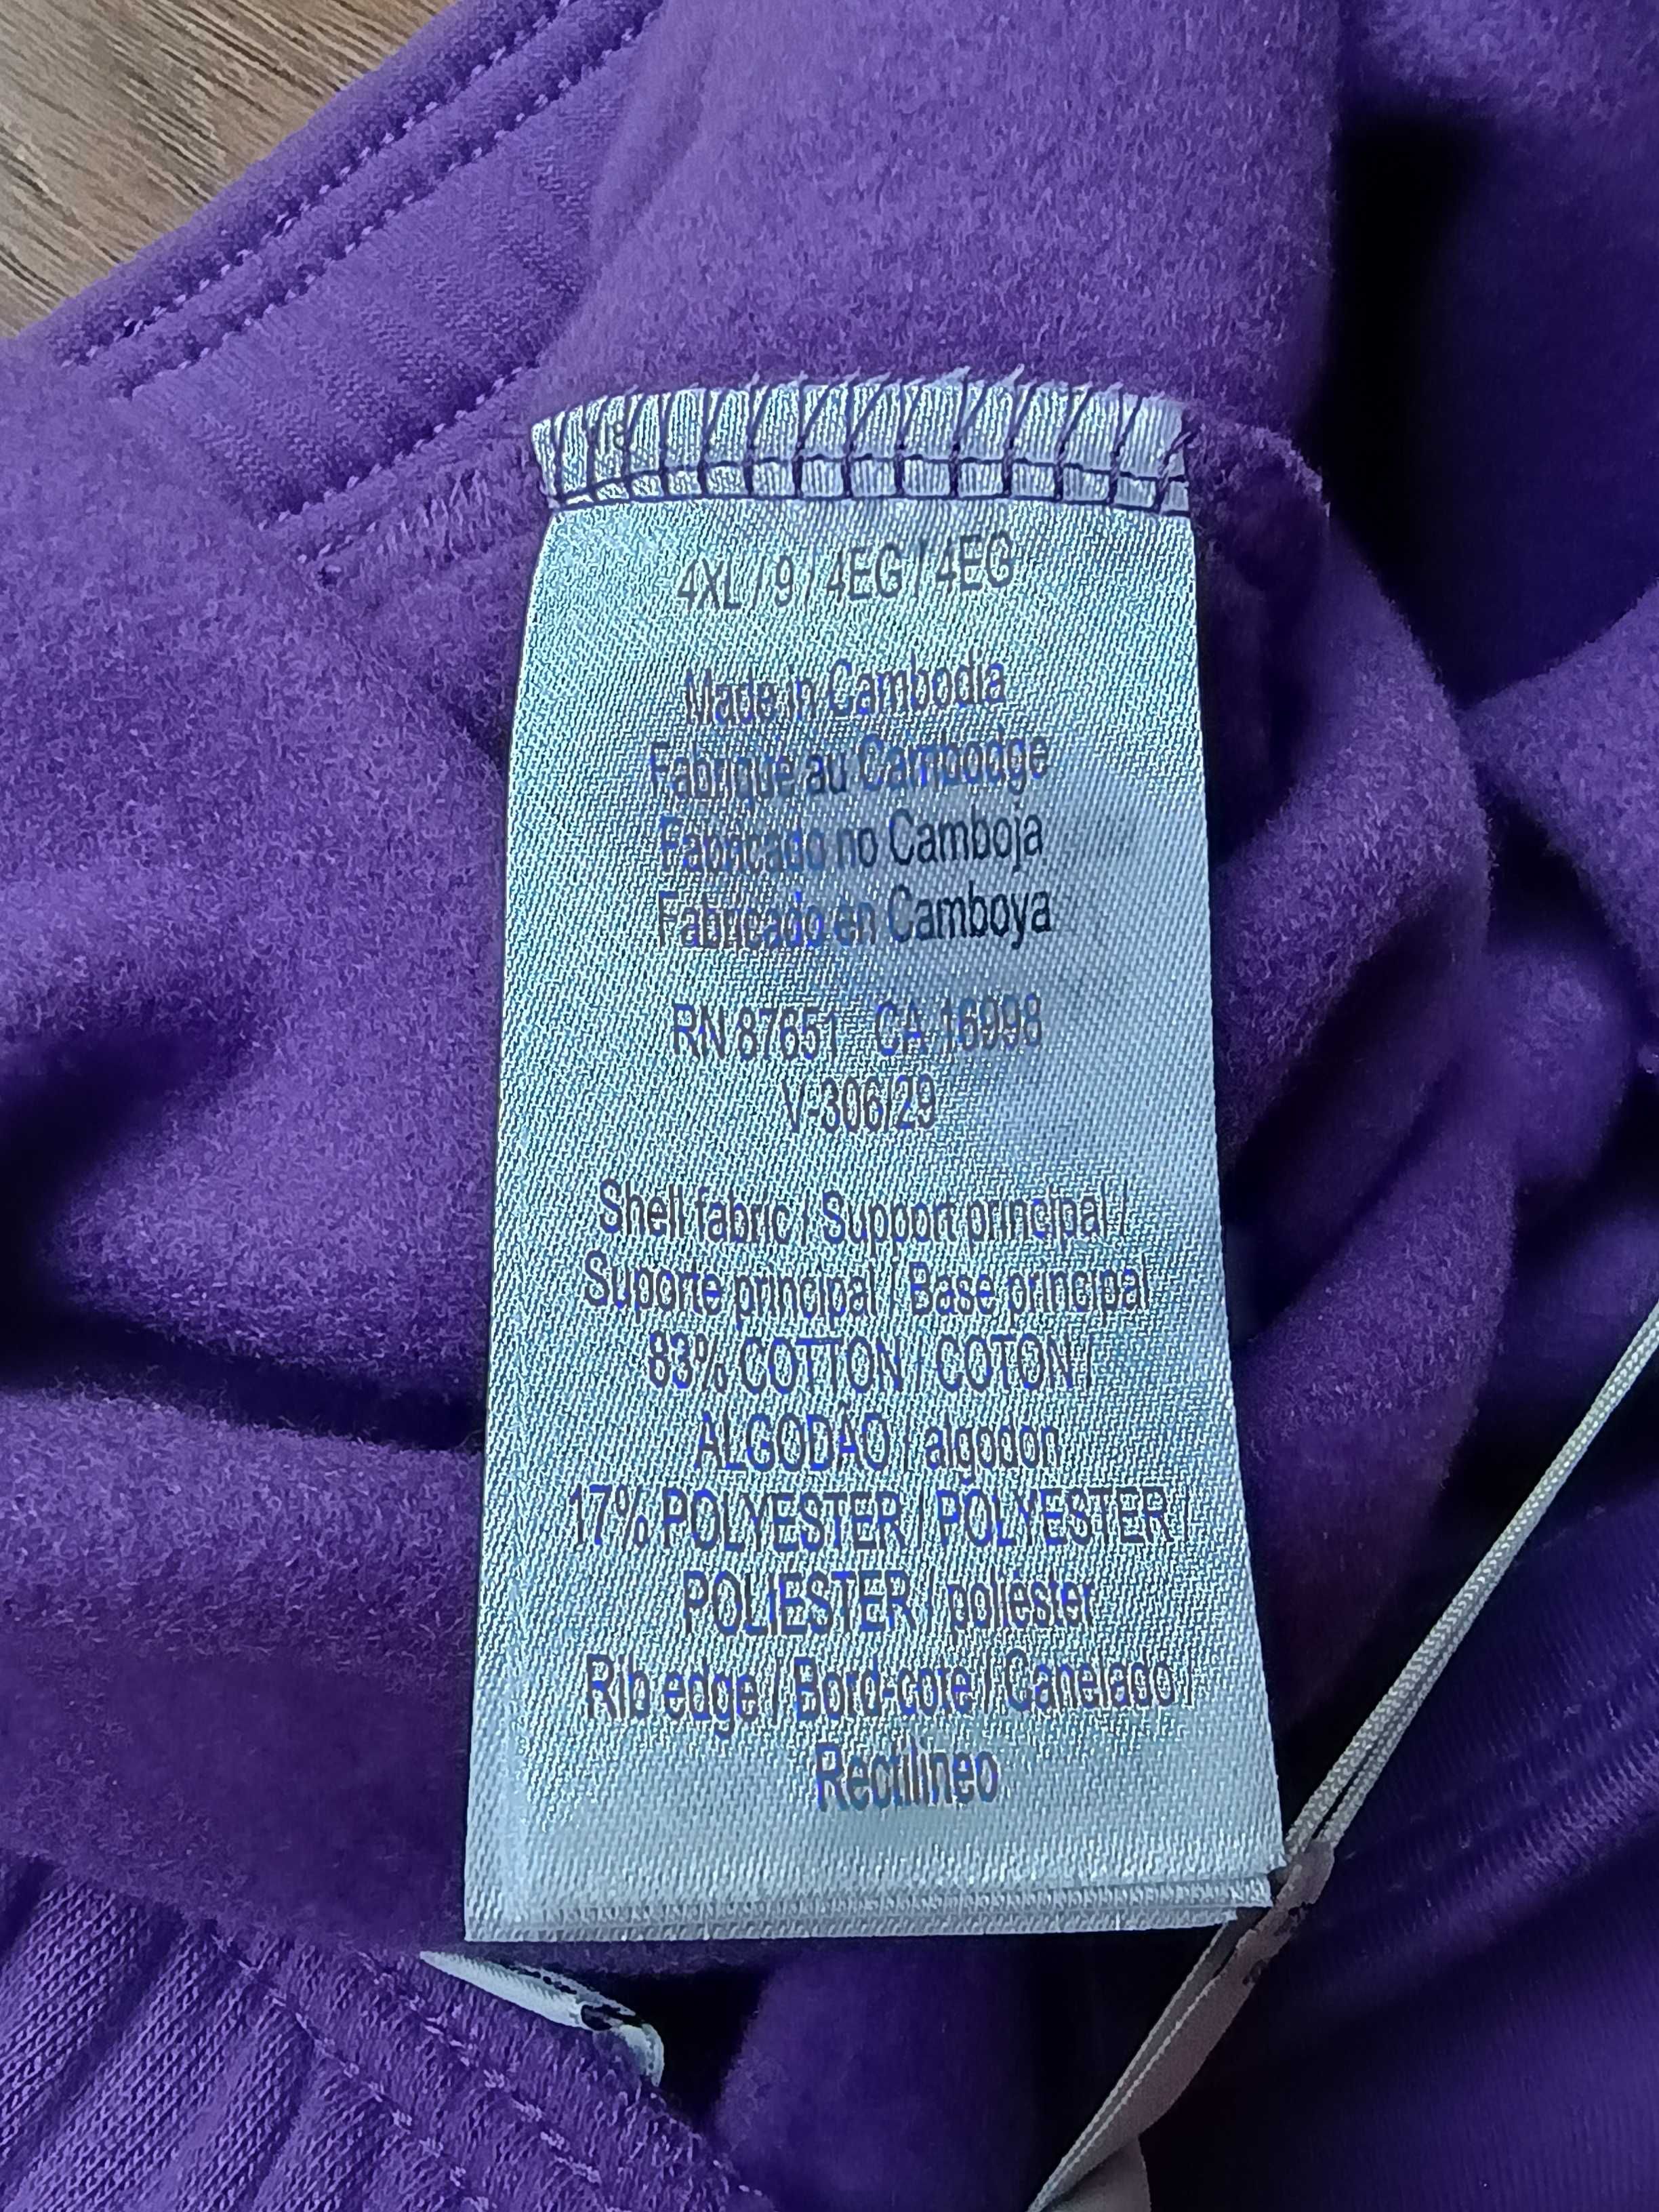 4XL / 9 / 4EG / 4EG
Made in Cambodia
Fabriqué au Cambodge
Fabricado no Camboja
Fabricado en Camboya
RN 87651 CA 16998
V-306/29
Shell fabric / Support principal /
Suporte principal / Base principal
83% COTTON / COTON /
ALGODÃO / algodon
17% POLYESTER / POLYESTER /
POLIÉSTER / poliéster
Rib edge / Bord-côte / Canelado /
Rectilíneo